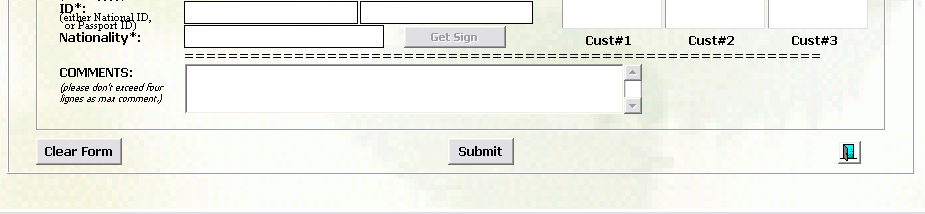 ID*:
(either National ID,
or Passport ID)
Nationality*:
Get Sign
Cust#1
Cust#2
Cust#3
COMMENTS:
(please don't exceed four
lignes as max comment.)
Clear Form
Submit